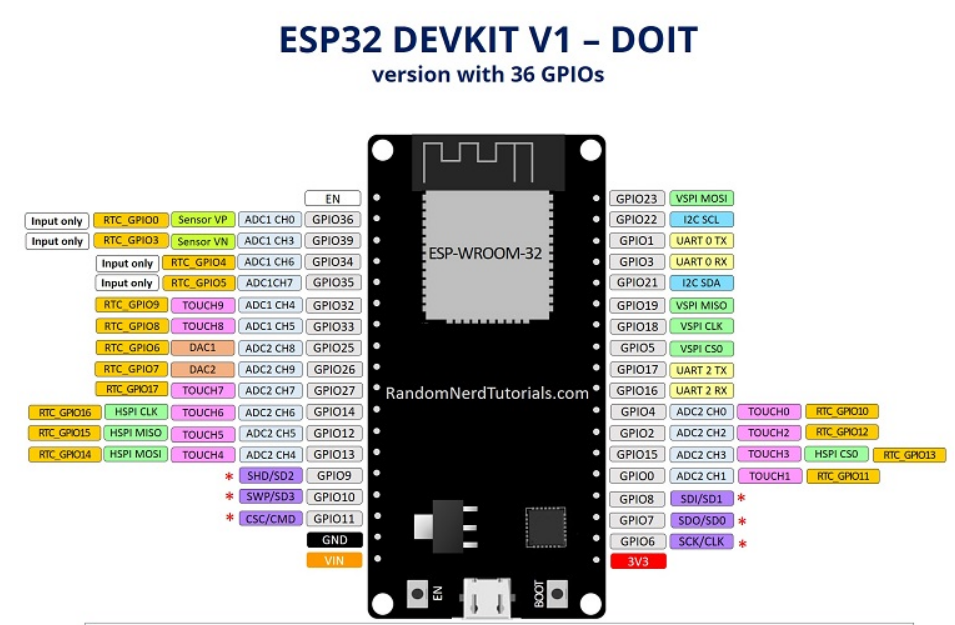 ESP32 DEVKIT V1 – DOIT
version with 36 GPIOs
EN
Input only RTC_GPIO0 Sensor VP ADC1 CH0 GPIO36
Input only RTC_GPIO3 Sensor VN ADC1 CH3 GPIO39
Input only RTC_GPIO4 ADC1 CH6 GPIO34
Input only RTC_GPIO5 ADC1CH7 GPIO35
RTC_GPIO9 TOUCH9 ADC1 CH4 GPIO32
RTC_GPIO8 TOUCH8 ADC1 CH5 GPIO33
RTC_GPIO6 DAC1 ADC2 CH8 GPIO25
RTC_GPIO7 DAC2 ADC2 CH9 GPIO26
RTC_GPIO17 TOUCH7 ADC2 CH7 GPIO27
RTC_GPIO16 HSPI CLK TOUCH6 ADC2 CH6 GPIO14
RTC_GPIO15 HSPI MISO TOUCH5 ADC2 CH5 GPIO12
RTC_GPIO14 HSPI MOSI TOUCH4 ADC2 CH4 GPIO13
* SHD/SD2 GPIO9
* SWP/SD3 GPIO10
* CSC/CMD GPIO11
GND
VIN
ESP-WROOM-32
RandomNerdTutorials.com
EN
BOOT
GPIO23 VSPI MOSI
GPIO22 I2C SCL
GPIO1 UART 0 TX
GPIO3 UART 0 RX
GPIO21 I2C SDA
GPIO19 VSPI MISO
GPIO18 VSPI CLK
GPIO5 VSPI CS0
GPIO17 UART 2 TX
GPIO16 UART 2 RX
GPIO4 ADC2 CH0 TOUCH0 RTC_GPIO10
GPIO2 ADC2 CH2 TOUCH2 RTC_GPIO12
GPIO15 ADC2 CH3 TOUCH3 HSPI CS0 RTC_GPIO13
GPIO0 ADC2 CH1 TOUCH1 RTC_GPIO11
GPIO8 SDI/SD1 *
GPIO7 SDO/SD0 *
GPIO6 SCK/CLK *
3V3